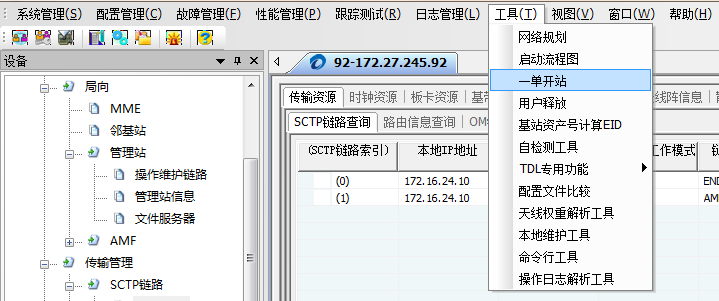 系统管理(S) 配置管理(C) 故障管理(E) 性能管理(P) 跟踪测试(R) 日志管理(L) 工具(T) 视图(V) 窗口(W) 帮助(H)
设备
92-172.27.245.92
局向
MME
邻基站
管理站
操作维护链路
管理站信息
文件服务器
AMF
传输管理
SCTP链路
传输资源 时钟资源 板卡资源 线阵信息
SCTP链路查询 路由信息查询
(SCTP链路索引) 本地IP地址 工作模式
(0) 172.16.24.10 END
(1) 172.16.24.10 AM
网络规划
启动流程图
一单开站
用户释放
基站资产号计算EID
自检测工具
TDL专用功能
配置文件比较
天线权重解析工具
本地维护工具
命令行工具
操作日志解析工具